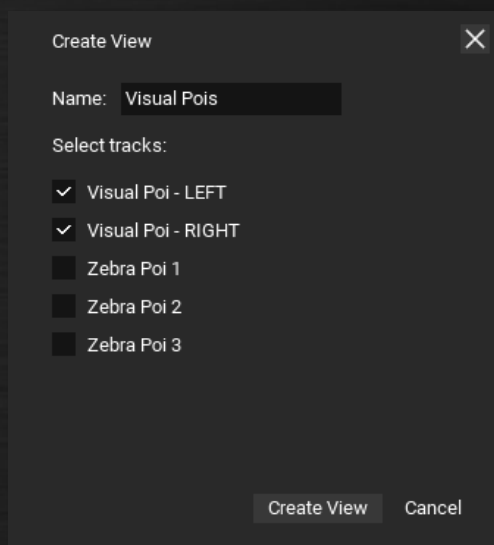 Create View
Name: Visual Pois
Select tracks:
Visual Poi - LEFT
Visual Poi - RIGHT
Zebra Poi 1
Zebra Poi 2
Zebra Poi 3
Create View Cancel